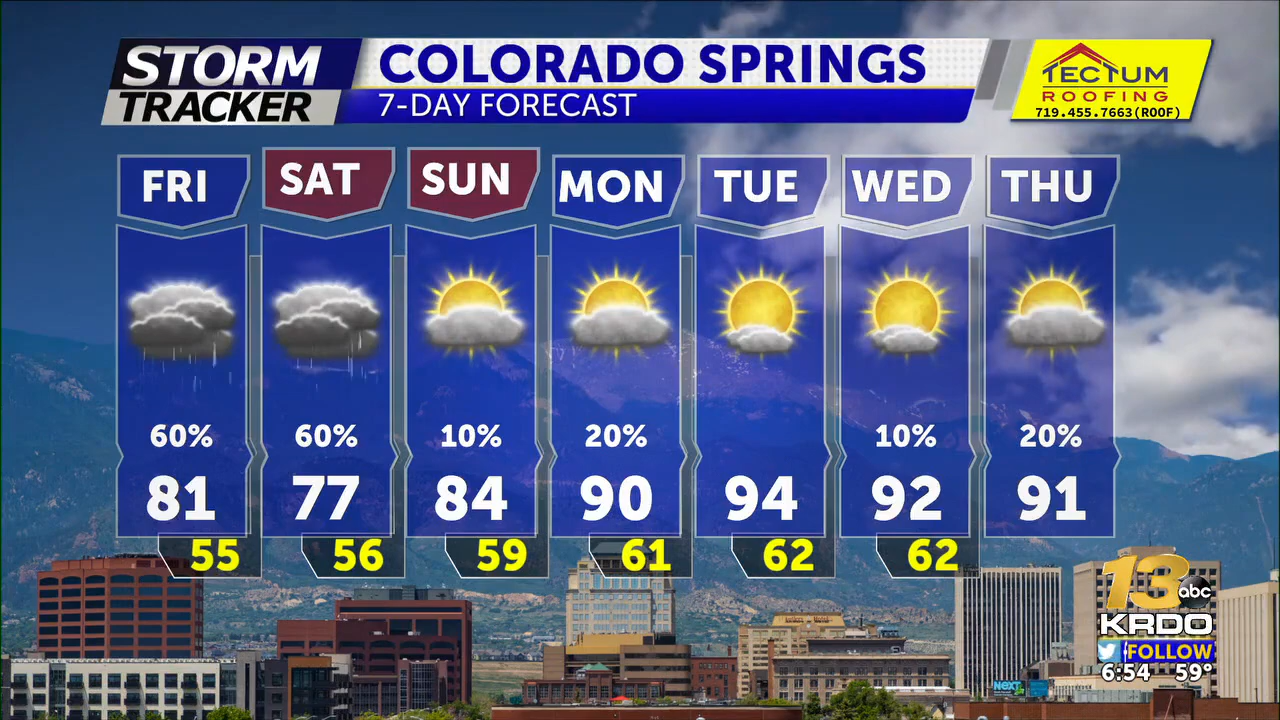 STORM
TRACKER
COLORADO SPRINGS
7-DAY FORECAST
TECTUM
ROOFING
719.455.7663(ROOF)
FRI SAT SUN MON TUE WED THU
60% 60% 10% 20% 10% 20%
81 77 84 90 94 92 91
55 56 59 61 62 62
13 abc
KRDO
FOLLOW
NEXT
6:54 59°